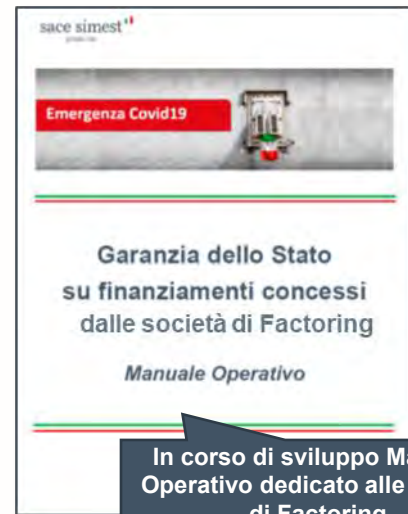 sace simest
Emergenza Covid19
Garanzia dello Stato
su finanziamenti concessi
dalle società di Factoring
Manuale Operativo
In corso di sviluppo Ma
Operativo dedicato alle
di Factoring